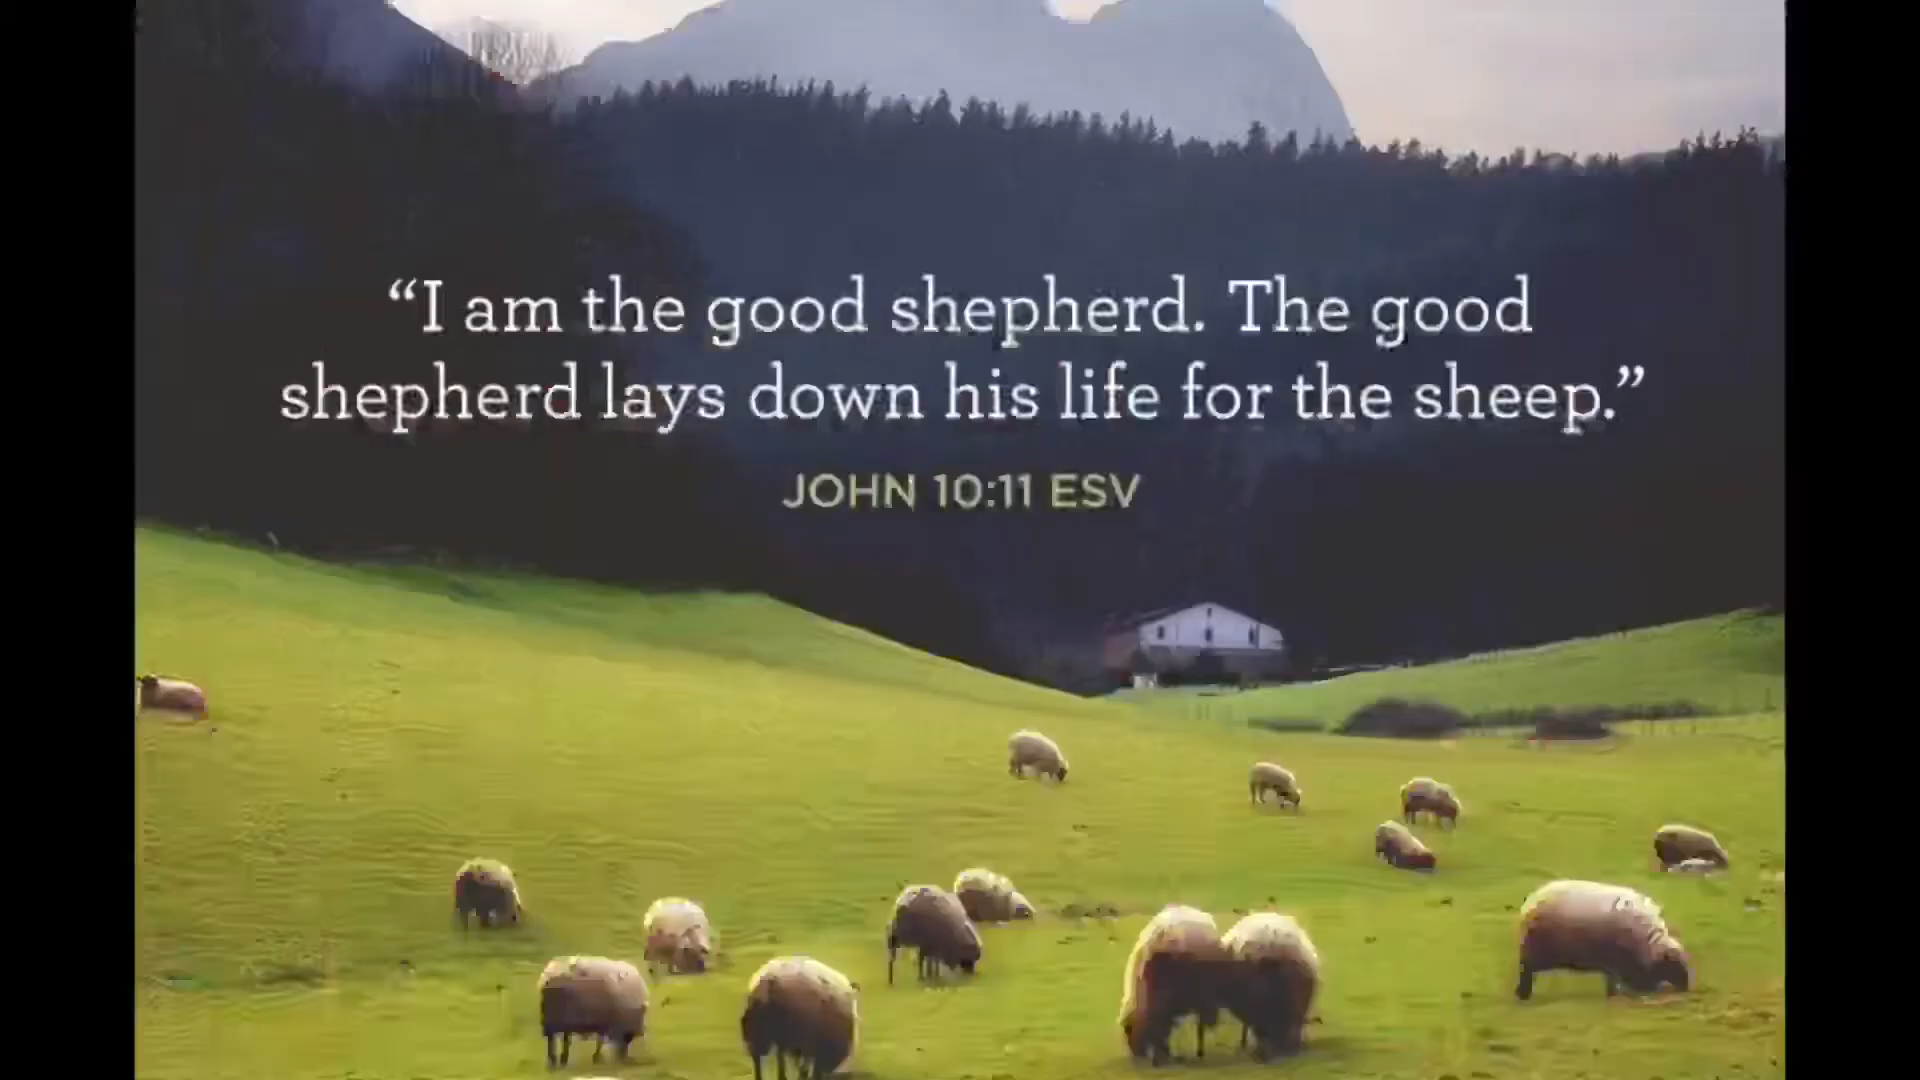 “I am the good shepherd. The good
shepherd lays down his life for the sheep.”
JOHN 10:11 ESV